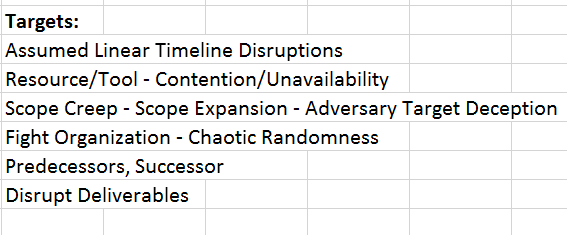 Targets:
Assumed Linear Timeline Disruptions
Resource/Tool - Contention/Unavailability
Scope Creep - Scope Expansion - Adversary Target Deception
Fight Organization - Chaotic Randomness
Predecessors, Successor
Disrupt Deliverables